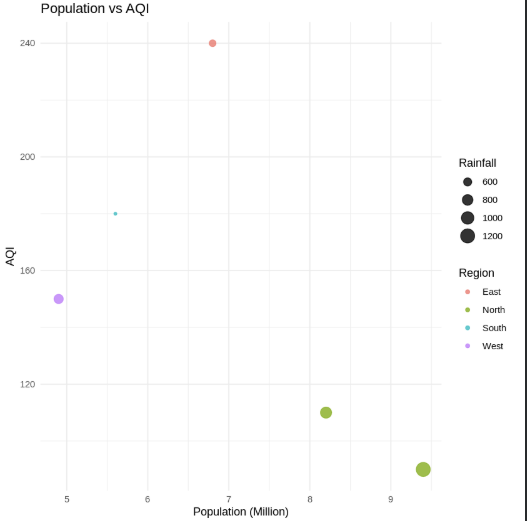 Population vs AQI
240
200
160
120
AQI
5 6 7 8 9
Population (Million)
Rainfall
600
800
1000
1200
Region
East
North
South
West